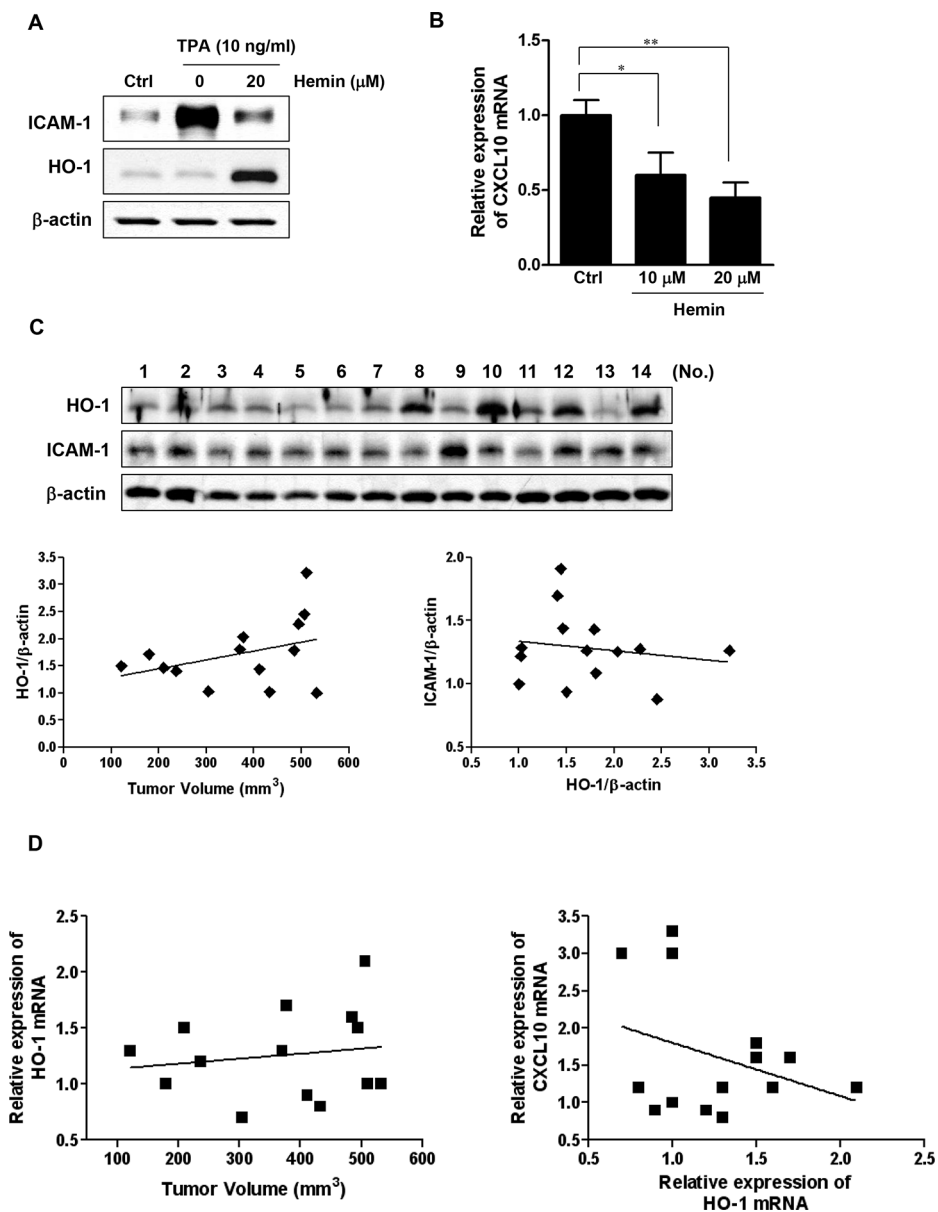 A
TPA (10 ng/ml)
Ctrl 0 20 Hemin (μM)
ICAM-1
HO-1
β-actin
B
Relative expression
of CXCL10 mRNA
1.5
1.0
0.5
0.0
*
**
Ctrl 10 μM 20 μM
Hemin
C
1 2 3 4 5 6 7 8 9 10 11 12 13 14 (No.)
HO-1
ICAM-1
β-actin
HO-1/β-actin
3.5
3.0
2.5
2.0
1.5
1.0
0.5
0.0
0 100 200 300 400 500 600
Tumor Volume (mm³)
ICAM-1/β-actin
2.0
1.5
1.0
0.5
0.5 1.0 1.5 2.0 2.5 3.0 3.5
HO-1/β-actin
D
Relative expression of
HO-1 mRNA
2.5
2.0
1.5
1.0
0.5
100 200 300 400 500 600
Tumor Volume (mm³)
Relative expression of
CXCL10 mRNA
3.5
3.0
2.5
2.0
1.5
1.0
0.5
0.5 1.0 1.5 2.0 2.5
Relative expression of
HO-1 mRNA